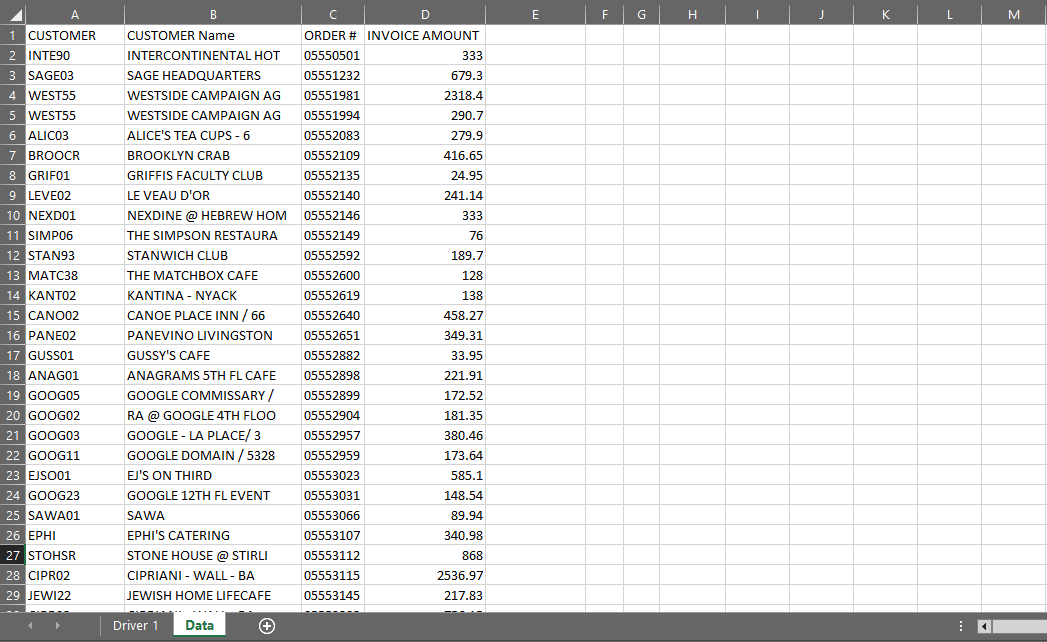 A B C D E F G H I J K L M
1 CUSTOMER CUSTOMER Name ORDER # INVOICE AMOUNT
2 INTE90 INTERCONTINENTAL HOT 05550501 333
3 SAGE03 SAGE HEADQUARTERS 05551232 679.3
4 WEST55 WESTSIDE CAMPAIGN AG 05551981 2318.4
5 WEST55 WESTSIDE CAMPAIGN AG 05551994 290.7
6 ALIC03 ALICE'S TEA CUPS - 6 05552083 279.9
7 BROOCR BROOKLYN CRAB 05552109 416.65
8 GRIF01 GRIFFIS FACULTY CLUB 05552135 24.95
9 LEVE02 LE VEAU D'OR 05552140 241.14
10 NEXD01 NEXDINE @ HEBREW HOM 05552146 333
11 SIMP06 THE SIMPSON RESTAURA 05552149 76
12 STAN93 STANWICH CLUB 05552592 189.7
13 MATC38 THE MATCHBOX CAFE 05552600 128
14 KANT02 KANTINA - NYACK 05552619 138
15 CANO02 CANOE PLACE INN / 66 05552640 458.27
16 PANE02 PANEVINO LIVINGSTON 05552651 349.31
17 GUSS01 GUSSY'S CAFE 05552882 33.95
18 ANAG01 ANAGRAMS 5TH FL CAFE 05552898 221.91
19 GOOG05 GOOGLE COMMISSARY / 05552899 172.52
20 GOOG02 RA @ GOOGLE 4TH FLOO 05552904 181.35
21 GOOG03 GOOGLE - LA PLACE/ 3 05552957 380.46
22 GOOG11 GOOGLE DOMAIN / 5328 05552959 173.64
23 EJSO01 EJ'S ON THIRD 05553023 585.1
24 GOOG23 GOOGLE 12TH FL EVENT 05553031 148.54
25 SAWA01 SAWA 05553066 89.94
26 EPHI EPHI'S CATERING 05553107 340.98
27 STOHSR STONE HOUSE @ STIRLI 05553112 868
28 CIPR02 CIPRIANI - WALL - BA 05553115 2536.97
29 JEWI22 JEWISH HOME LIFECAFE 05553145 217.83
Driver 1 Data